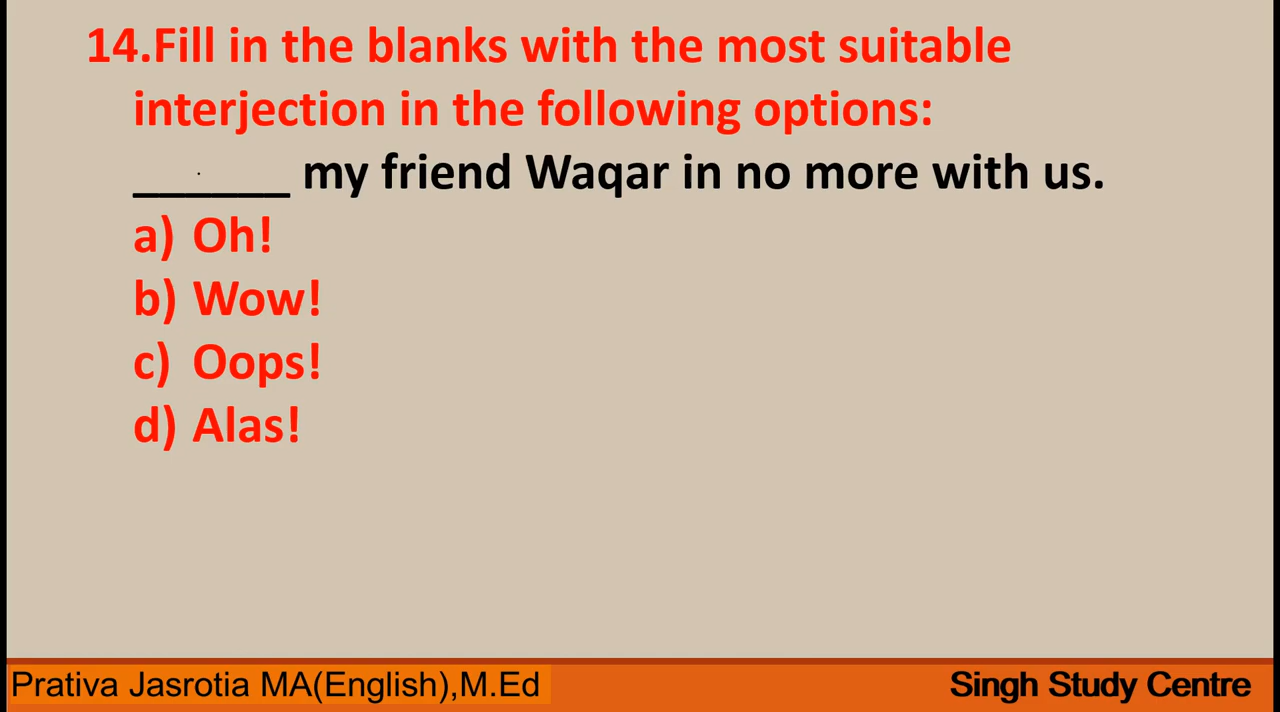 14.Fill in the blanks with the most suitable
interjection in the following options:
______ my friend Waqar in no more with us.
a) Oh!
b) Wow!
c) Oops!
d) Alas!
Prativa Jasrotia MA(English),M.Ed
Singh Study Centre